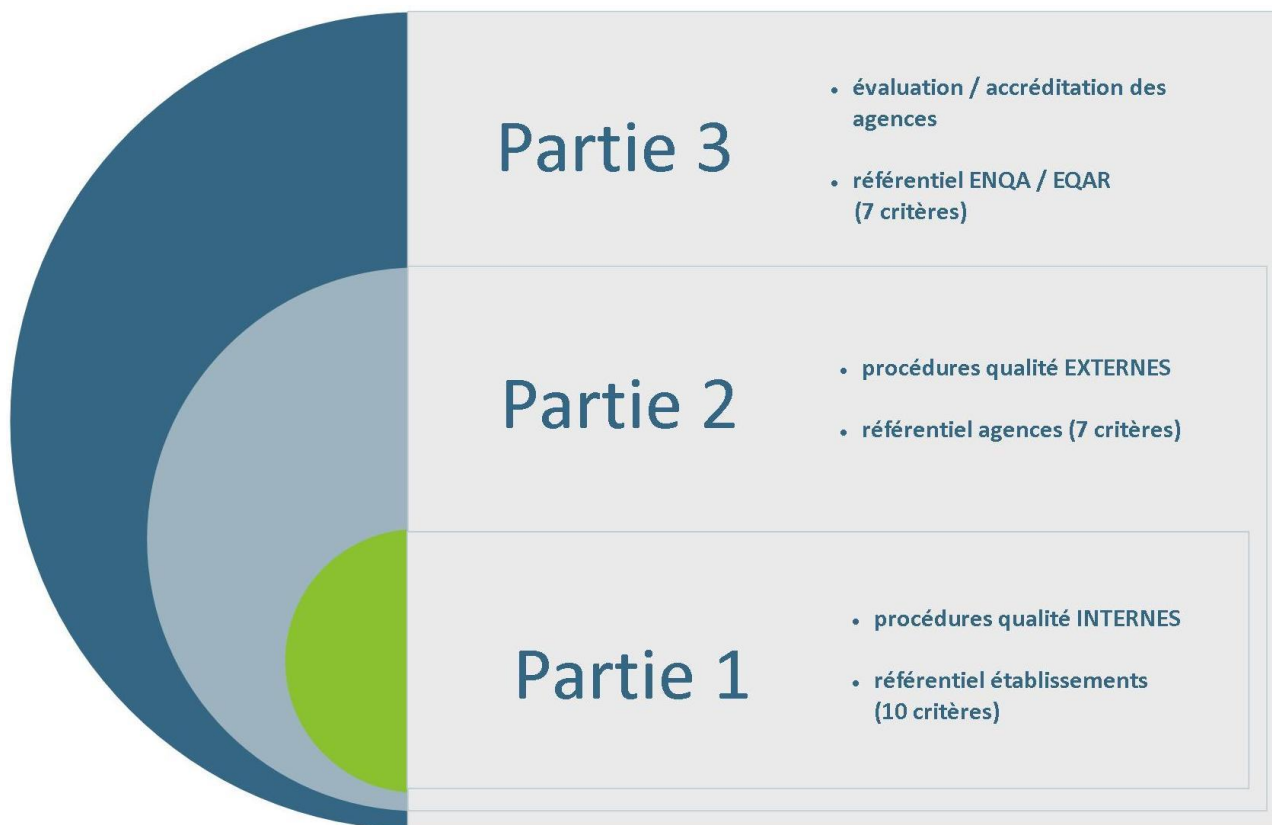 Partie 3
• évaluation / accréditation des
agences
• référentiel ENQA / EQAR
(7 critères)
Partie 2
• procédures qualité EXTERNES
• référentiel agences (7 critères)
Partie 1
• procédures qualité INTERNES
• référentiel établissements
(10 critères)